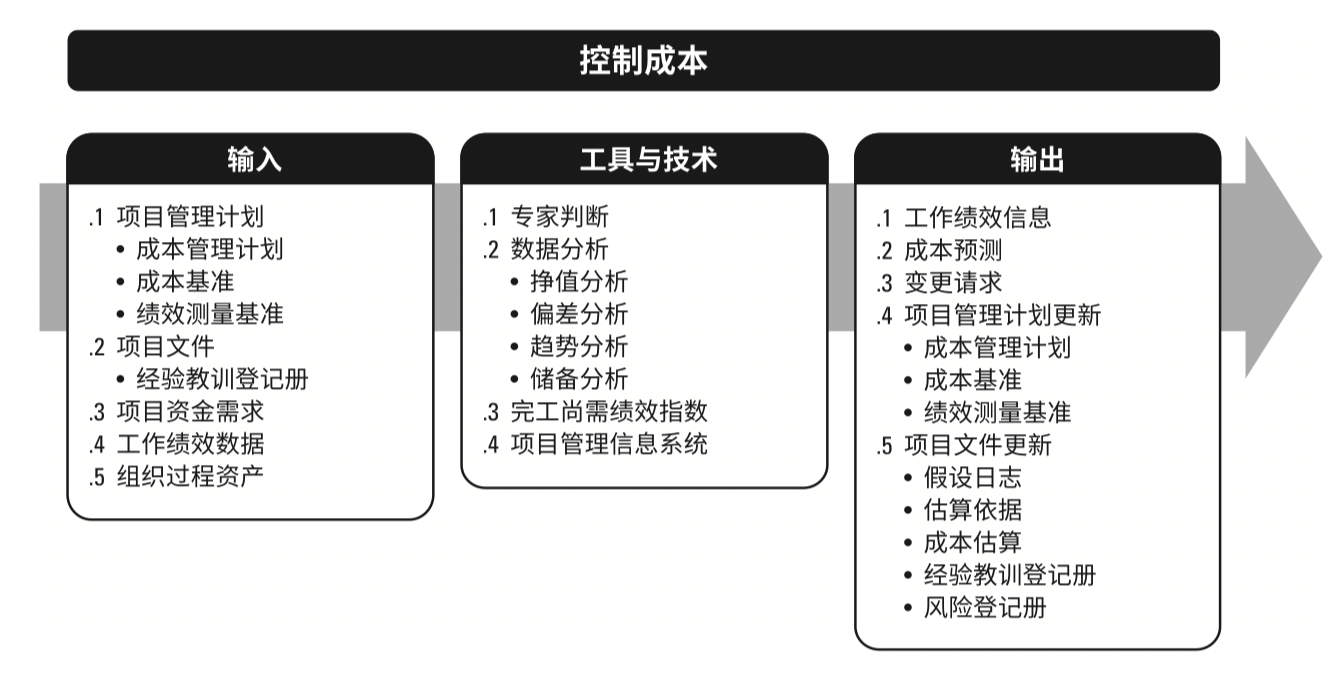 控制成本
输入
.1 项目管理计划
• 成本管理计划
• 成本基准
• 绩效测量基准
.2 项目文件
• 经验教训登记册
.3 项目资金需求
.4 工作绩效数据
.5 组织过程资产
工具与技术
.1 专家判断
.2 数据分析
• 挣值分析
• 偏差分析
• 趋势分析
• 储备分析
.3 完工尚需绩效指数
.4 项目管理信息系统
输出
.1 工作绩效信息
.2 成本预测
.3 变更请求
.4 项目管理计划更新
• 成本管理计划
• 成本基准
• 绩效测量基准
.5 项目文件更新
• 假设日志
• 估算依据
• 成本估算
• 经验教训登记册
• 风险登记册